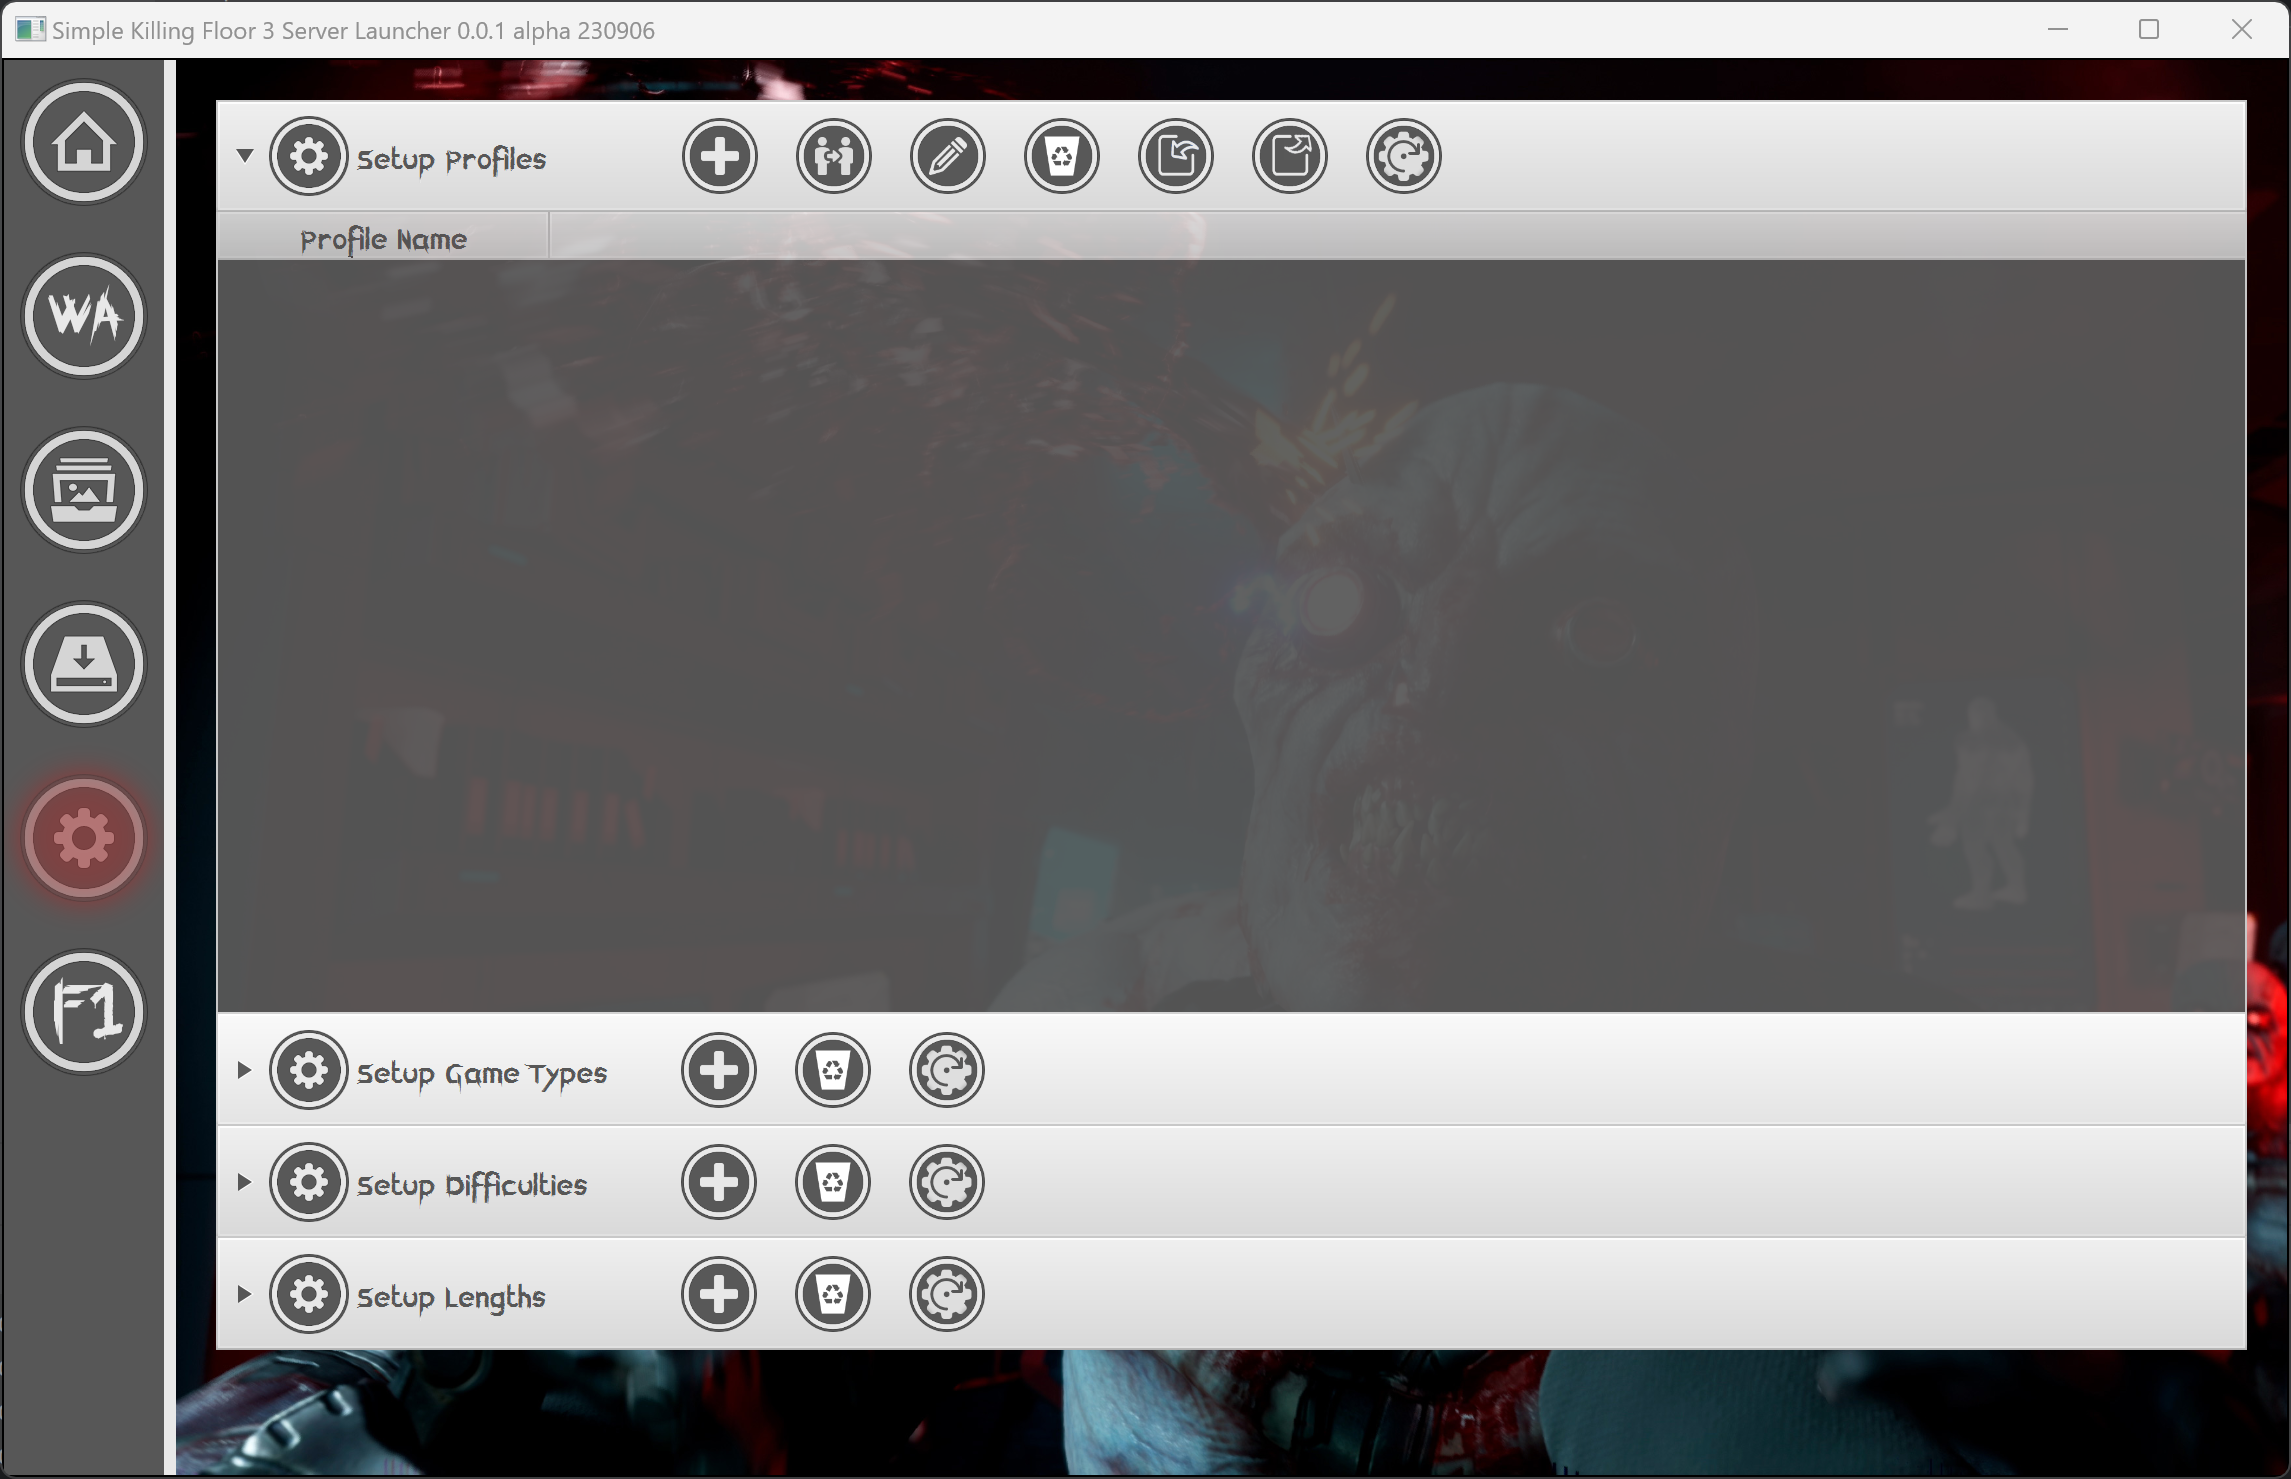 Simple Killing Floor 3 Server Launcher 0.0.1 alpha 230906
Setup Profiles
Profile Name
WA
F1
Setup Game Types
Setup Difficulties
Setup Lengths